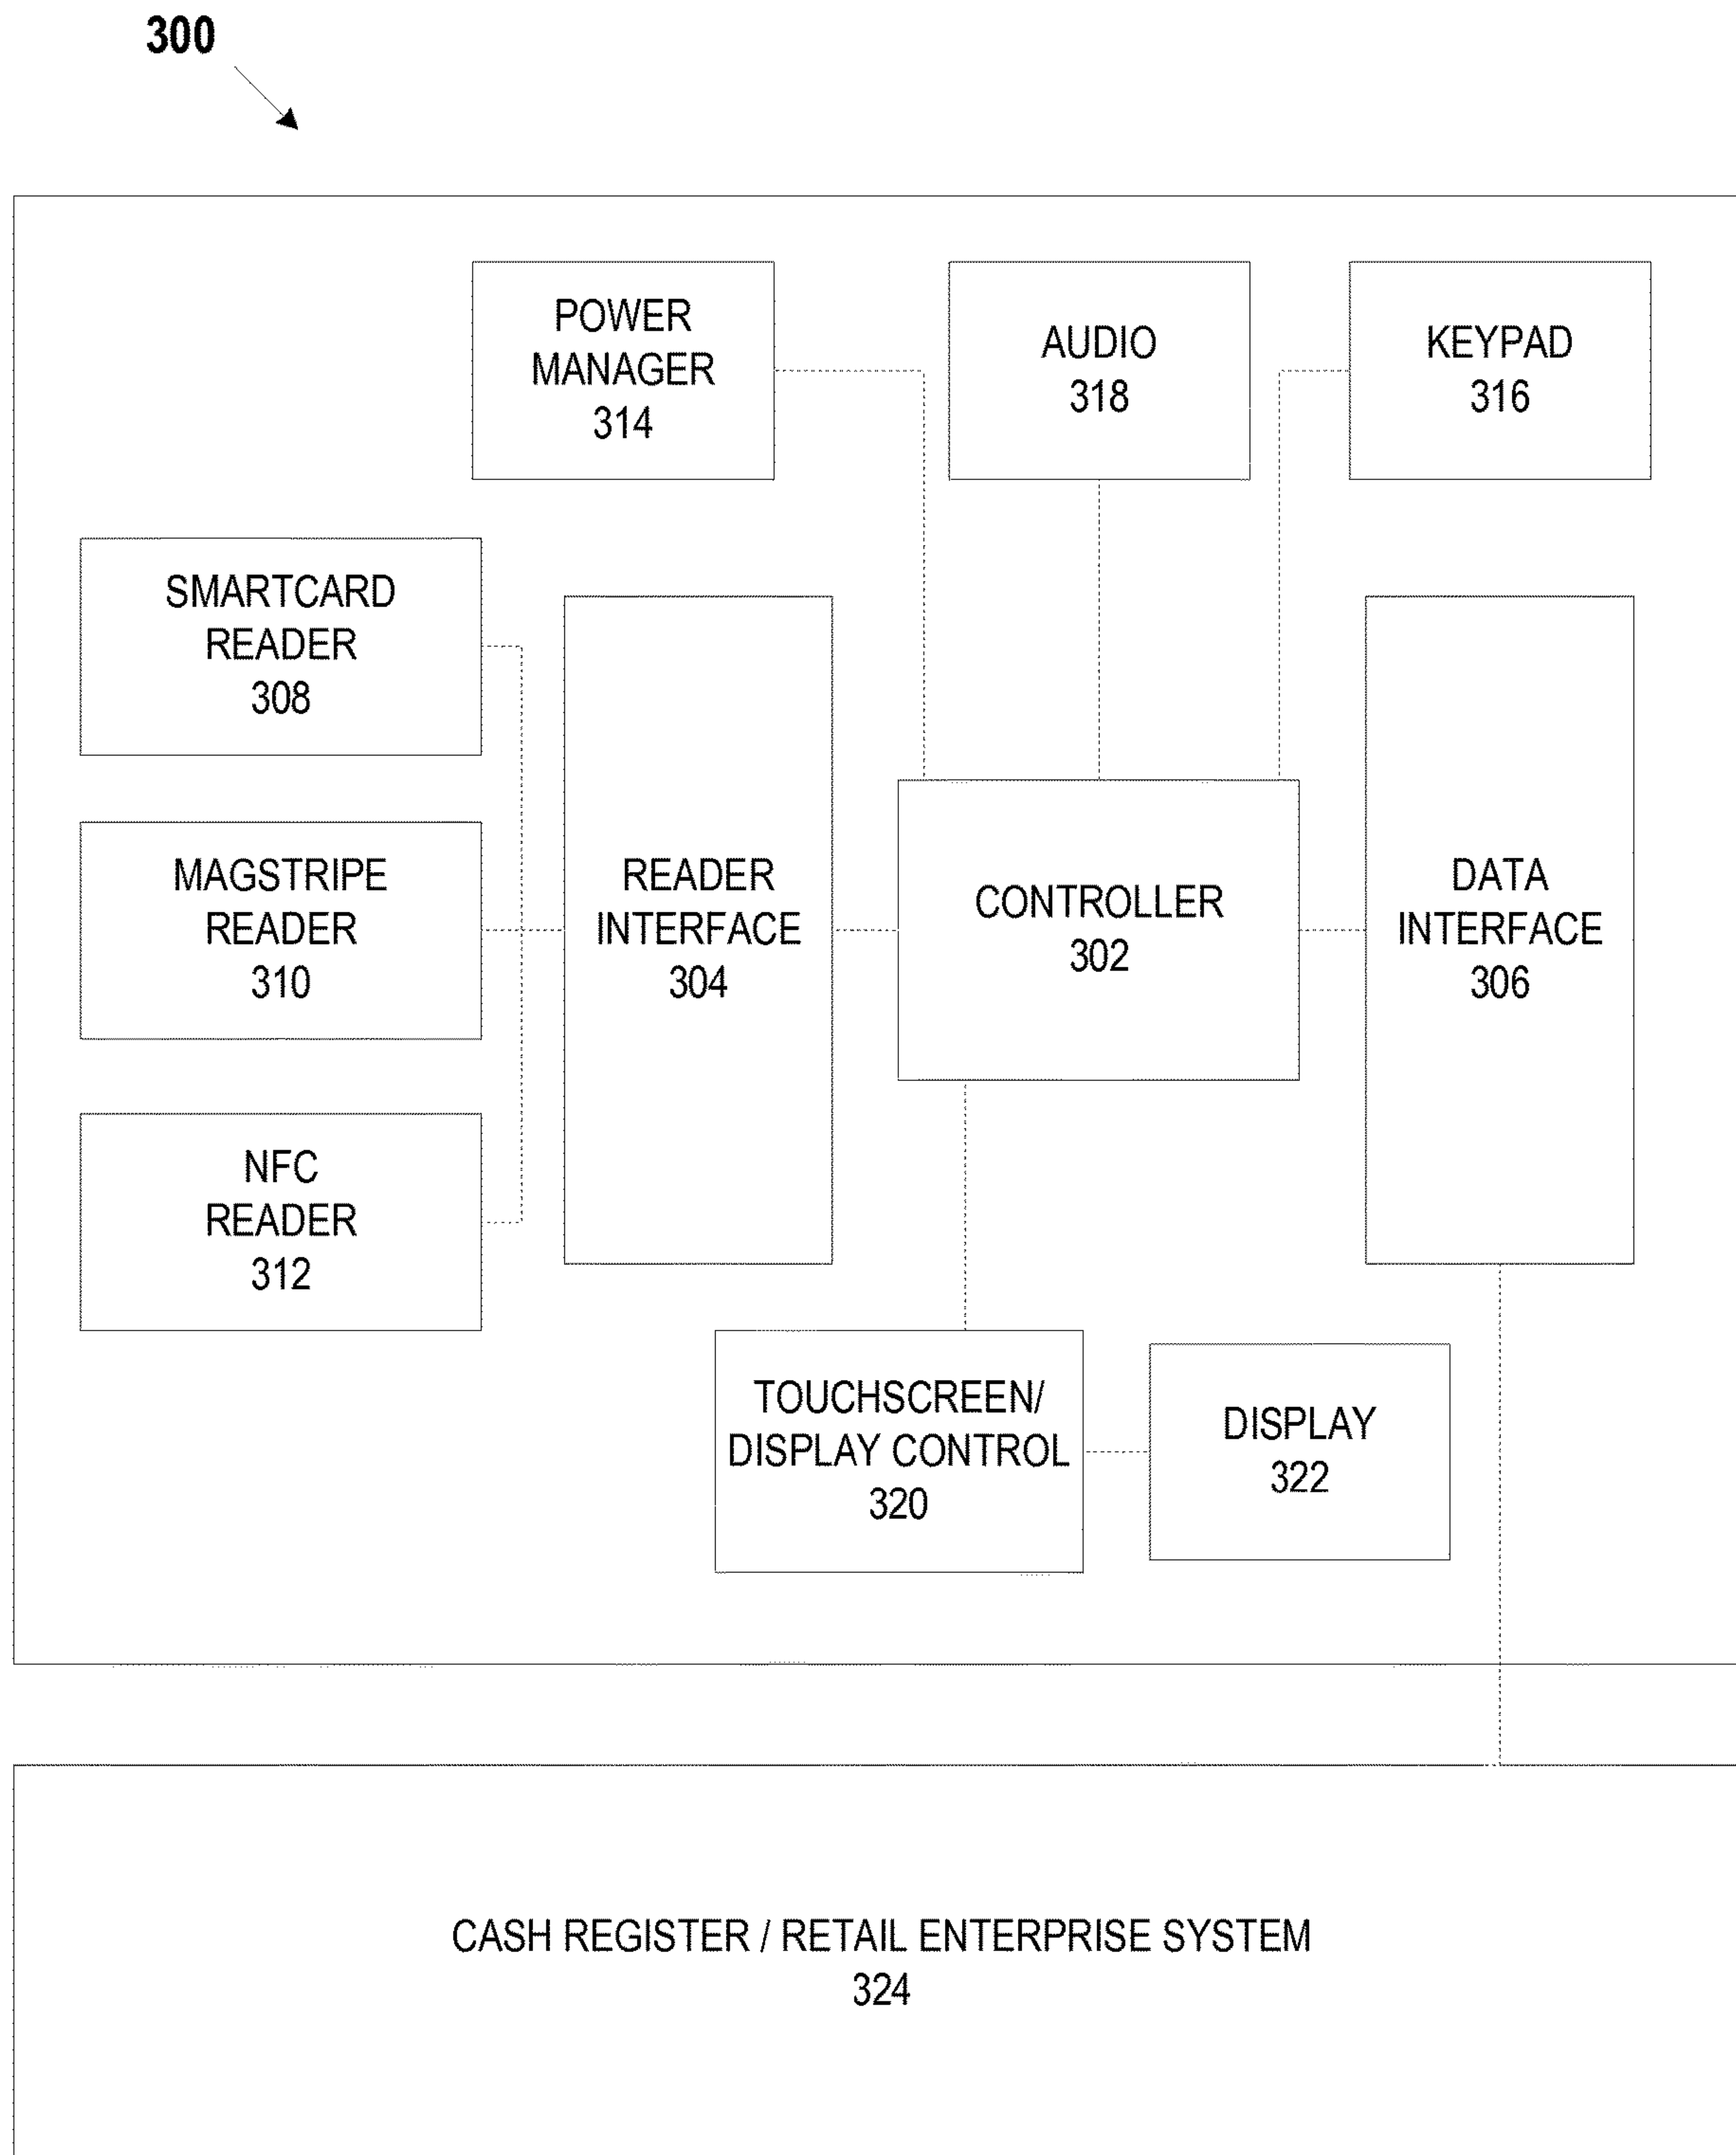 300
POWER
MANAGER
314
AUDIO
318
KEYPAD
316
SMARTCARD
READER
308
MAGSTRIPE
READER
310
NFC
READER
312
READER
INTERFACE
304
CONTROLLER
302
DATA
INTERFACE
306
TOUCHSCREEN/
DISPLAY CONTROL
320
DISPLAY
322
CASH REGISTER / RETAIL ENTERPRISE SYSTEM
324